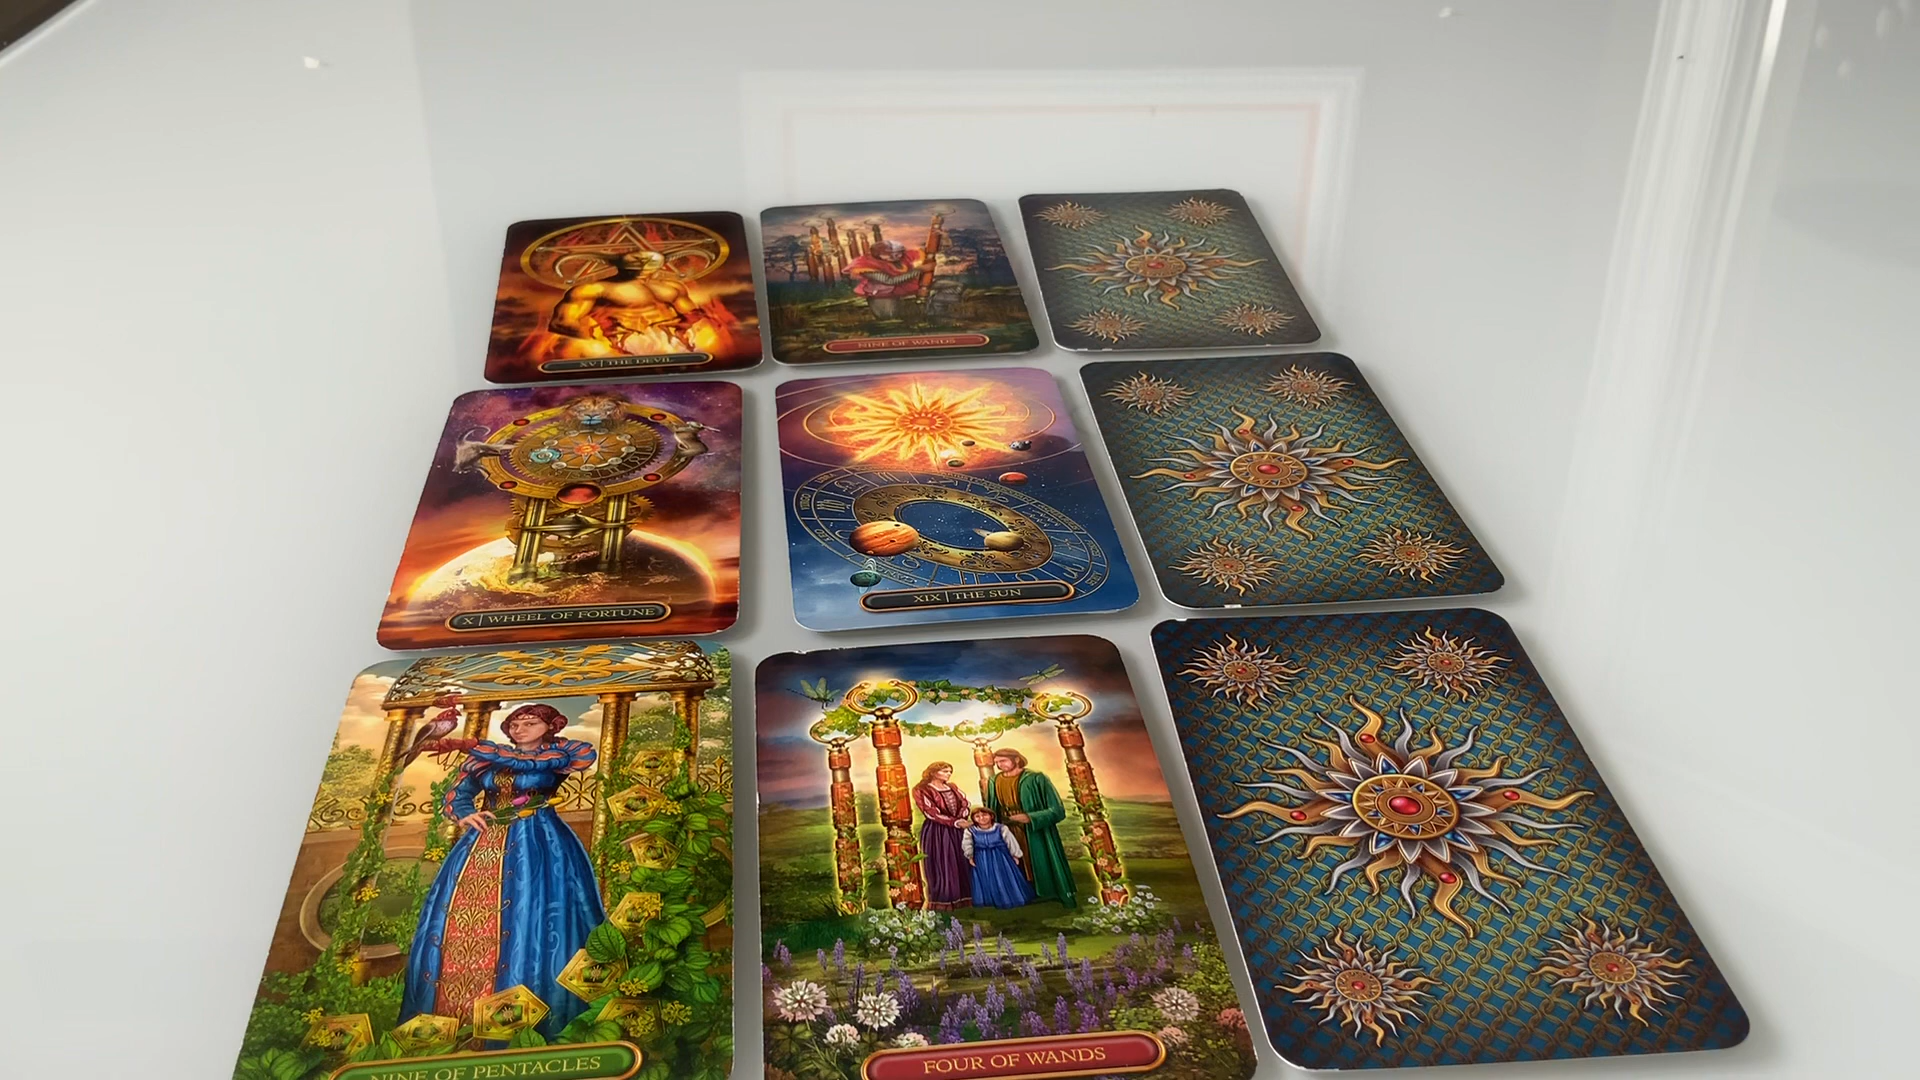 XV | THE DEVIL
NINE OF WANDS
X | WHEEL OF FORTUNE
XIX | THE SUN
NINE OF PENTACLES
FOUR OF WANDS